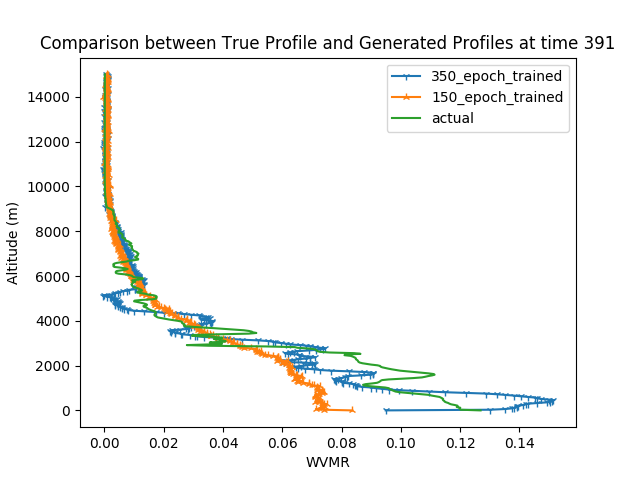 Comparison between True Profile and Generated Profiles at time 391
350_epoch_trained
150_epoch_trained
actual
Altitude (m)
14000
12000
10000
8000
6000
4000
2000
0
0.00 0.02 0.04 0.06 0.08 0.10 0.12 0.14
WVMR